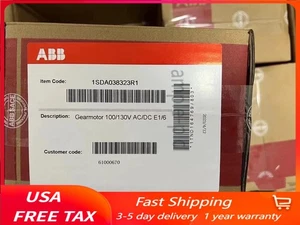 ABB
Item Code: 1SDA038323R1
Description: Gearmotor 100/130V AC/DC E1/6
Customer code:
61000670
USA
FREE TAX
Fast shipping
3-5 day delivery 1 year warranty